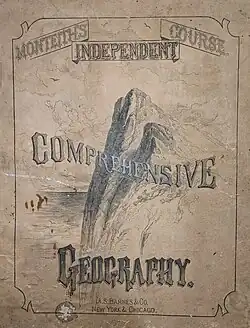 MONTEITH'S INDEPENDENT COURSE.
COMPREHENSIVE
GEOGRAPHY.
A.S. BARNES & CO.
NEW YORK & CHICAGO.